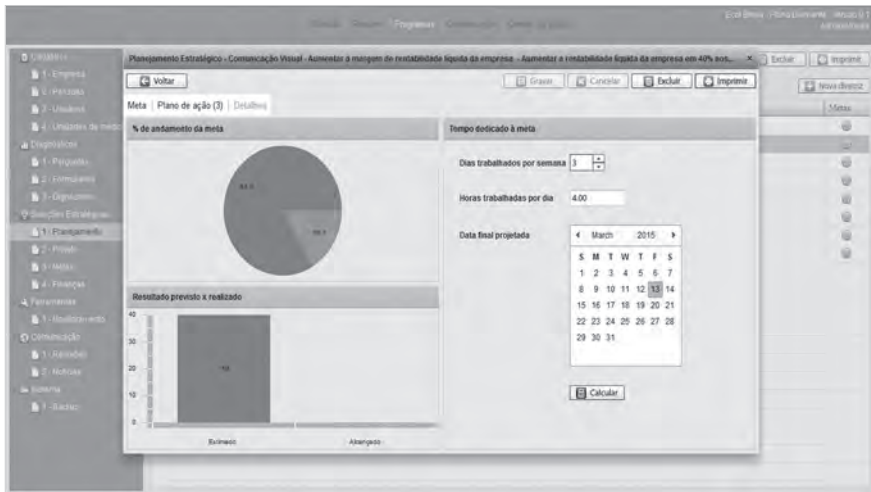 Programas
Excluir
Imprimir
Nova diretriz
Metas
1 - Empresa
2 - Pessoas
3 - Usuários
Diagnósticos
1 - Perguntas
2 - Formulários
Soluções Estratégicas
1 - Planejamento
2 - Projeto
3 - Metas
4 - Finanças
Ferramentas
1 - Monitoramento
Comunicação
2 - Notícias
Sistema
Planejamento Estratégico - Comunicação Visual - Aumentar a margem de rentabilidade líquida da empresa - Aumentar a rentabilidade líquida da empresa em 40% aos...
Voltar
Gravar
Cancelar
Excluir
Imprimir
Meta
Plano de ação (3)
Detalhes
% de andamento da meta
Resultado previsto x realizado
40
30
20
10
0
Estimado
Alcançado
Tempo dedicado à meta
Dias trabalhados por semana 3
Horas trabalhadas por dia 4.00
Data final projetada
March 2015
S M T W T F S
1 2 3 4 5 6 7
8 9 10 11 12 13 14
15 16 17 18 19 20 21
22 23 24 25 26 27 28
29 30 31
Calcular